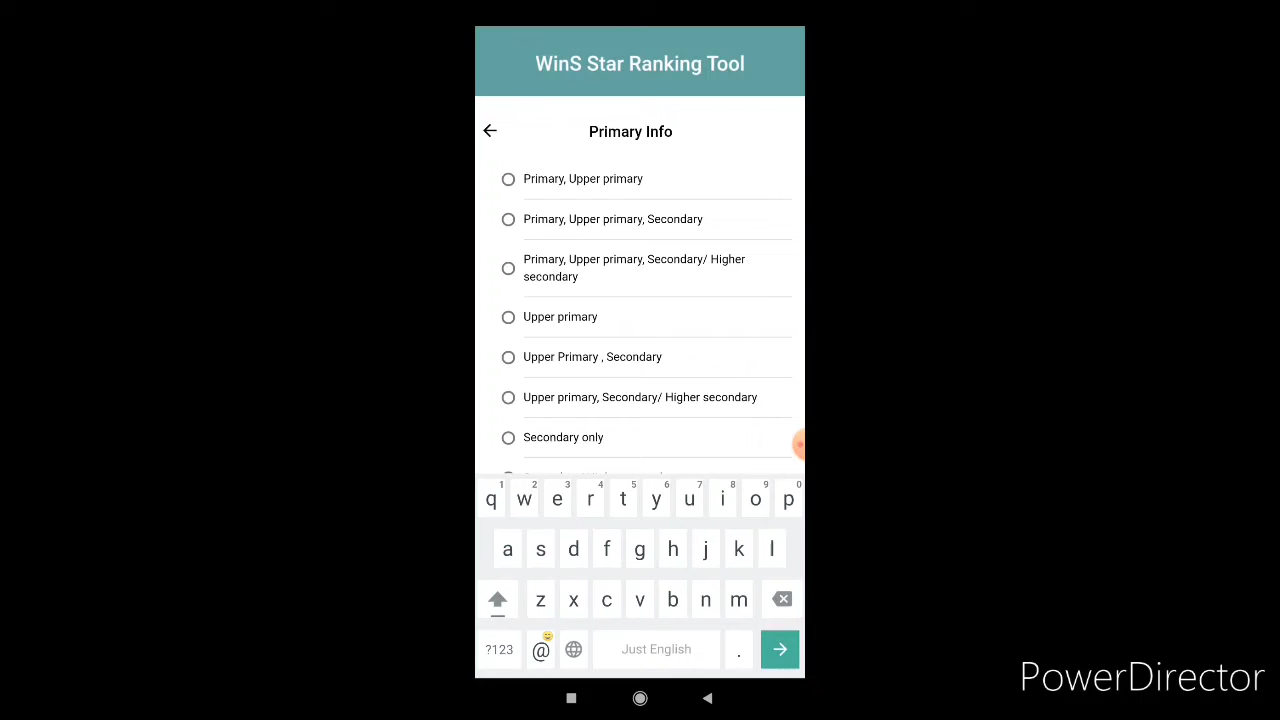 WinS Star Ranking Tool
Primary Info
Primary, Upper primary
Primary, Upper primary, Secondary
Primary, Upper primary, Secondary/ Higher
secondary
Upper primary
Upper Primary , Secondary
Upper primary, Secondary/ Higher secondary
Secondary only
1 2 3 4 5 6 7 8 9 0
q w e r t y u i o p
a s d f g h j k l
z x c v b n m
?123 @ Just English .
PowerDirector